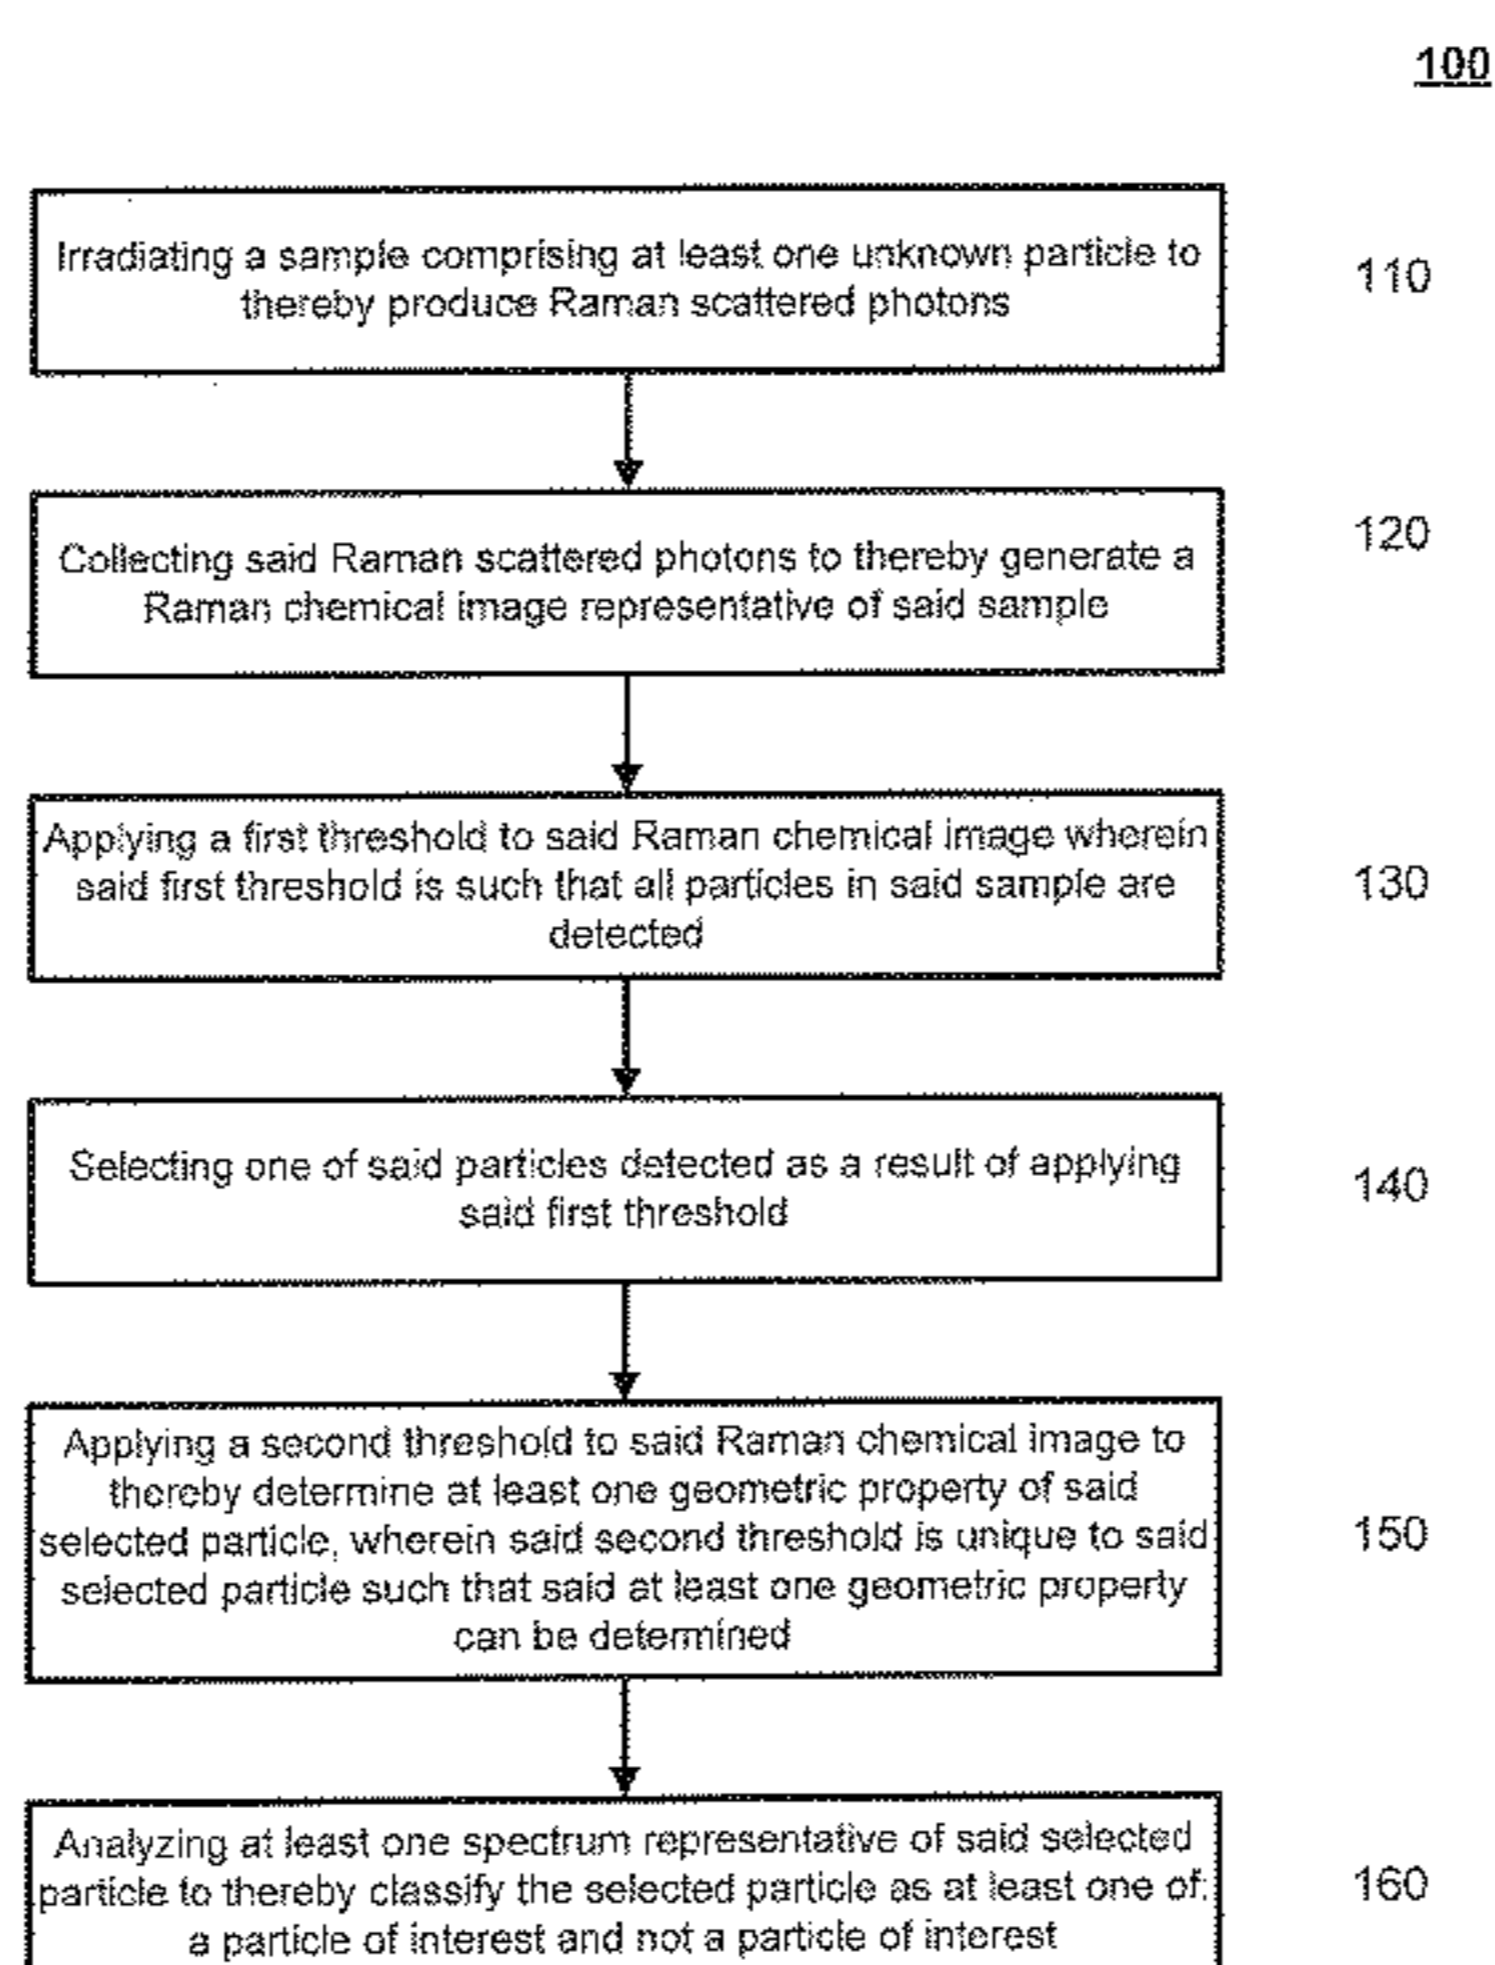 100
Irradiating a sample comprising at least one unknown particle to
thereby produce Raman scattered photons
110
Collecting said Raman scattered photons to thereby generate a
Raman chemical image representative of said sample
120
Applying a first threshold to said Raman chemical image wherein
said first threshold is such that all particles in said sample are
detected
130
Selecting one of said particles detected as a result of applying
said first threshold
140
Applying a second threshold to said Raman chemical image to
thereby determine at least one geometric property of said
selected particle, wherein said second threshold is unique to said
selected particle such that said at least one geometric property
can be determined
150
Analyzing at least one spectrum representative of said selected
particle to thereby classify the selected particle as at least one of:
a particle of interest and not a particle of interest
160